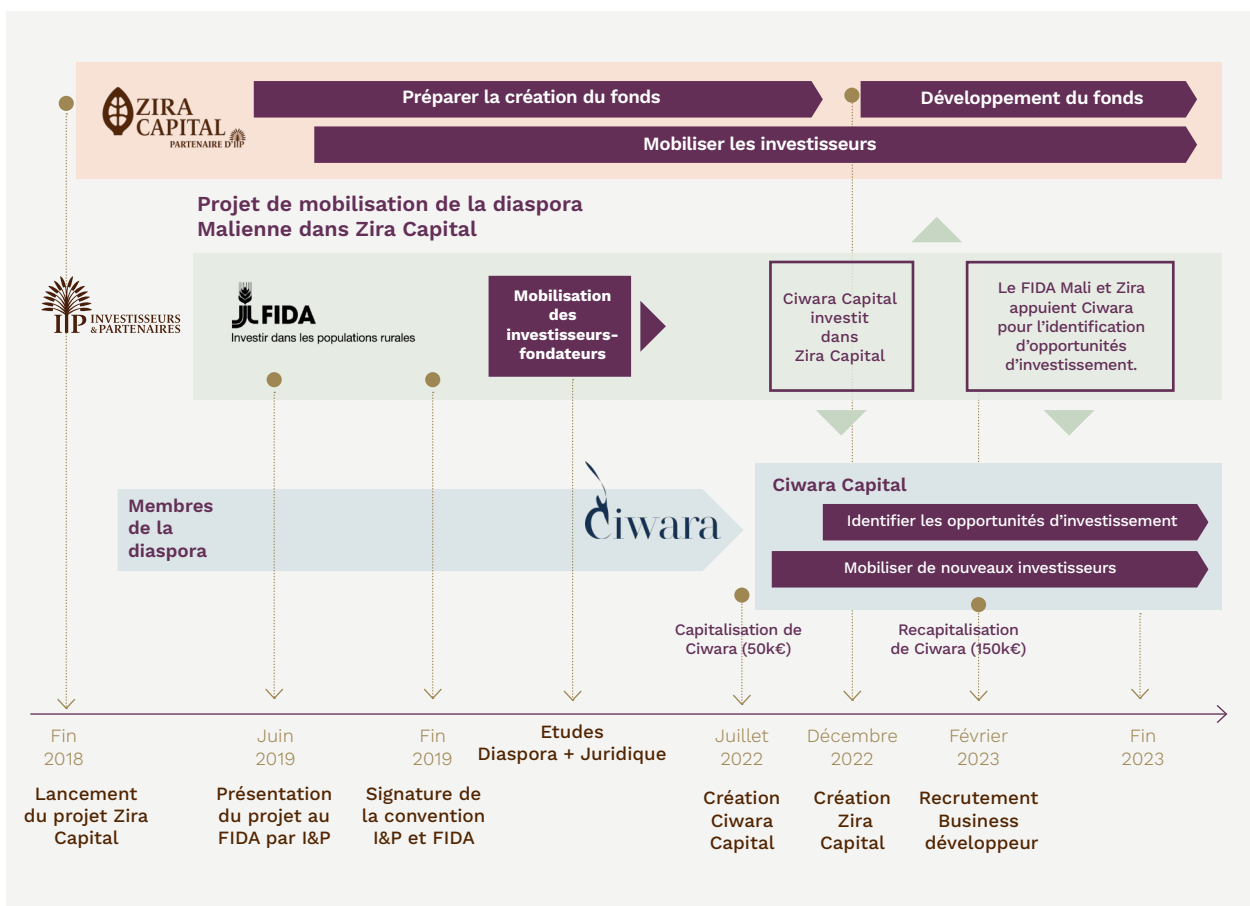 ZIRA
CAPITAL
PARTENAIRE D'I&P
Préparer la création du fonds
Développement du fonds
Mobiliser les investisseurs
Projet de mobilisation de la diaspora
Malienne dans Zira Capital
I&P INVESTISSEURS
& PARTENAIRES
FIDA
Investir dans les populations rurales
Mobilisation
des
investisseurs-
fondateurs
Ciwara Capital
investit
dans
Zira Capital
Le FIDA Mali et Zira
appuient Ciwara
pour l’identification
d’opportunités
d’investissement.
Membres
de la
diaspora
Ciwara
Ciwara Capital
Identifier les opportunités d’investissement
Mobiliser de nouveaux investisseurs
Capitalisation de
Ciwara (50k€)
Recapitalisation
de Ciwara (150k€)
Fin
2018
Lancement
du projet Zira
Capital
Juin
2019
Présentation
du projet au
FIDA par I&P
Fin
2019
Signature de
la convention
I&P et FIDA
Etudes
Diaspora + Juridique
Juillet
2022
Création
Ciwara
Capital
Décembre
2022
Création
Zira
Capital
Février
2023
Recrutement
Business
développeur
Fin
2023